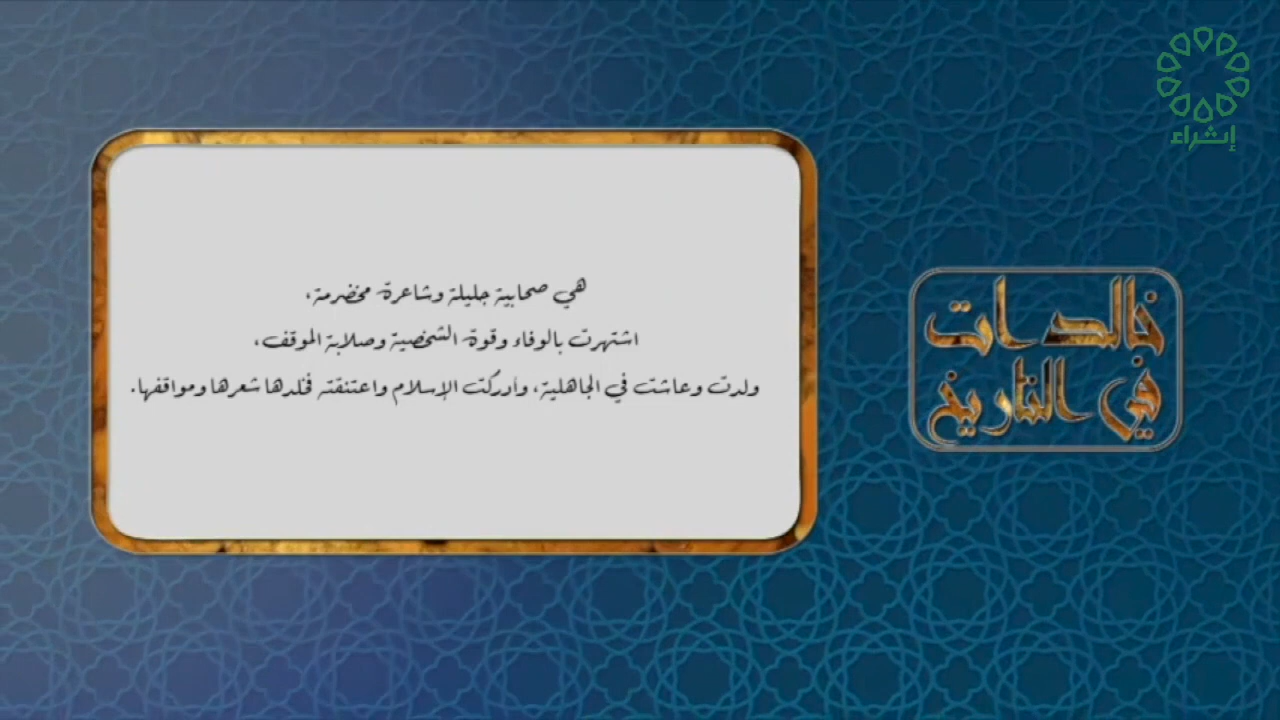 إثراء
هي صحابية جليلة وشاعرة مخضرمة،
اشتهرت بالوفاء وقوة الشخصية وصلابة الموقف،
ولدت وعاشت في الجاهلية، وأدركت الإسلام واعتنقته فخلدها شعرها ومواقفها.
خالدات
في التاريخ